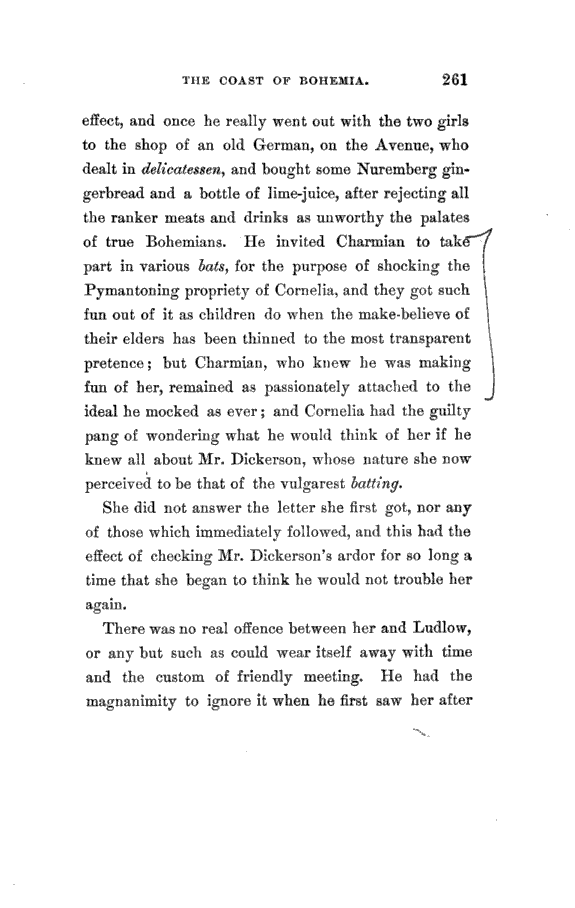 THE COAST OF BOHEMIA. 261
effect, and once he really went out with the two girls
to the shop of an old German, on the Avenue, who
dealt in delicatessen, and bought some Nuremberg gin-
gerbread and a bottle of lime-juice, after rejecting all
the ranker meats and drinks as unworthy the palates
of true Bohemians. He invited Charmian to take
part in various bats, for the purpose of shocking the
Pymantoning propriety of Cornelia, and they got such
fun out of it as children do when the make-believe of
their elders has been thinned to the most transparent
pretence; but Charmian, who knew he was making
fun of her, remained as passionately attached to the
ideal he mocked as ever; and Cornelia had the guilty
pang of wondering what he would think of her if he
knew all about Mr. Dickerson, whose nature she now
perceived to be that of the vulgarest batting.
She did not answer the letter she first got, nor any
of those which immediately followed, and this had the
effect of checking Mr. Dickerson's ardor for so long a
time that she began to think he would not trouble her
again.
There was no real offence between her and Ludlow,
or any but such as could wear itself away with time
and the custom of friendly meeting. He had the
magnanimity to ignore it when he first saw her after